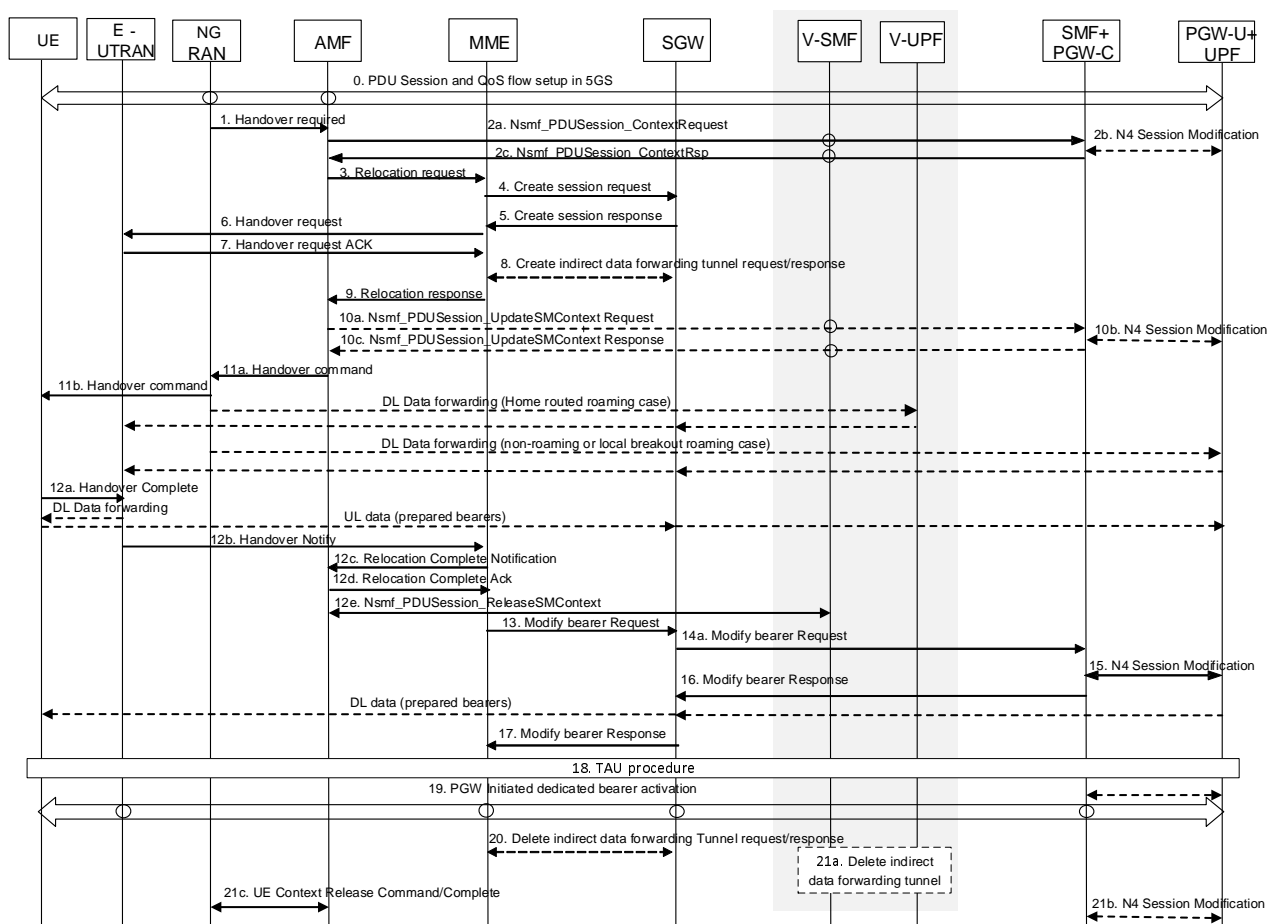 UE
E -
UTRAN
NG
RAN
AMF
MME
SGW
V-SMF
V-UPF
SMF+
PGW-C
PGW-U+
UPF
0. PDU Session and QoS flow setup in 5GS
1. Handover required
2a. Nsmf_PDUSession_ContextRequest
2b. N4 Session Modification
2c. Nsmf_PDUSession_ContextRsp
3. Relocation request
4. Create session request
5. Create session response
6. Handover request
7. Handover request ACK
8. Create indirect data forwarding tunnel request/response
9. Relocation response
10a. Nsmf_PDUSession_UpdateSMContext Request
10b. N4 Session Modification
10c. Nsmf_PDUSession_UpdateSMContext Response
11a. Handover command
11b. Handover command
DL Data forwarding (Home routed roaming case)
DL Data forwarding (non-roaming or local breakout roaming case)
12a. Handover Complete
DL Data forwarding
UL data (prepared bearers)
12b. Handover Notify
12c. Relocation Complete Notification
12d. Relocation Complete Ack
12e. Nsmf_PDUSession_ReleaseSMContext
13. Modify bearer Request
14a. Modify bearer Request
15. N4 Session Modification
16. Modify bearer Response
DL data (prepared bearers)
17. Modify bearer Response
18. TAU procedure
19. PGW Initiated dedicated bearer activation
20. Delete indirect data forwarding Tunnel request/response
21a. Delete indirect
data forwarding tunnel
21c. UE Context Release Command/Complete
21b. N4 Session Modification